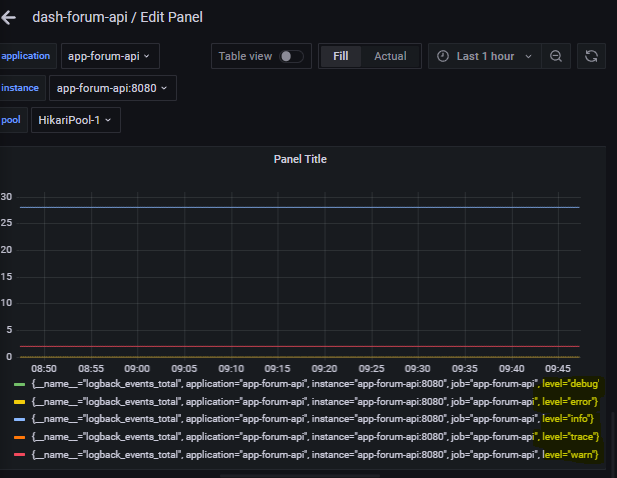 dash-forum-api / Edit Panel
application app-forum-api Table view Fill Actual Last 1 hour
instance app-forum-api:8080
pool HikariPool-1
Panel Title
30
25
20
15
10
5
0
08:50 08:55 09:00 09:05 09:10 09:15 09:20 09:25 09:30 09:35 09:40 09:45
{__name__="logback_events_total", application="app-forum-api", instance="app-forum-api:8080", job="app-forum-api", level="debug"
{__name__="logback_events_total", application="app-forum-api", instance="app-forum-api:8080", job="app-forum-api", level="error"}
{__name__="logback_events_total", application="app-forum-api", instance="app-forum-api:8080", job="app-forum-api", level="info"}
{__name__="logback_events_total", application="app-forum-api", instance="app-forum-api:8080", job="app-forum-api", level="trace"}
{__name__="logback_events_total", application="app-forum-api", instance="app-forum-api:8080", job="app-forum-api", level="warn"}